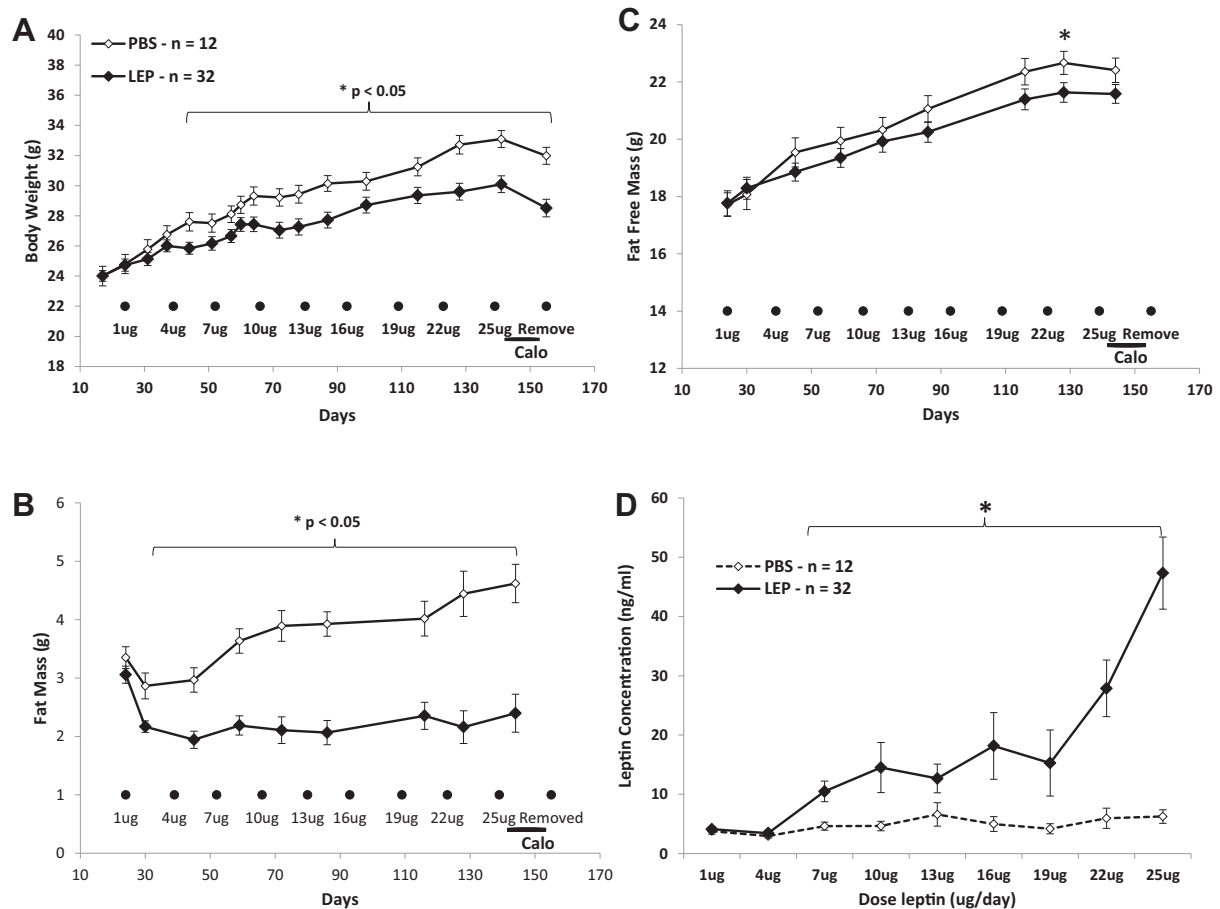 A
PBS - n = 12
LEP - n = 32
* p < 0.05
Body Weight (g)
40
38
36
34
32
30
28
26
24
22
20
18
1ug 4ug 7ug 10ug 13ug 16ug 19ug 22ug 25ug Remove
Calo
10 30 50 70 90 110 130 150 170
Days
C
*
Fat Free Mass (g)
24
22
20
18
16
14
12
1ug 4ug 7ug 10ug 13ug 16ug 19ug 22ug 25ug Remove
Calo
10 30 50 70 90 110 130 150 170
Days
B
* p < 0.05
Fat Mass (g)
6
5
4
3
2
1
0
1ug 4ug 7ug 10ug 13ug 16ug 19ug 22ug 25ug Removed
Calo
10 30 50 70 90 110 130 150 170
Days
D
*
PBS - n = 12
LEP - n = 32
Leptin Concentration (ng/ml)
60
50
40
30
20
10
0
1ug 4ug 7ug 10ug 13ug 16ug 19ug 22ug 25ug
Dose leptin (ug/day)